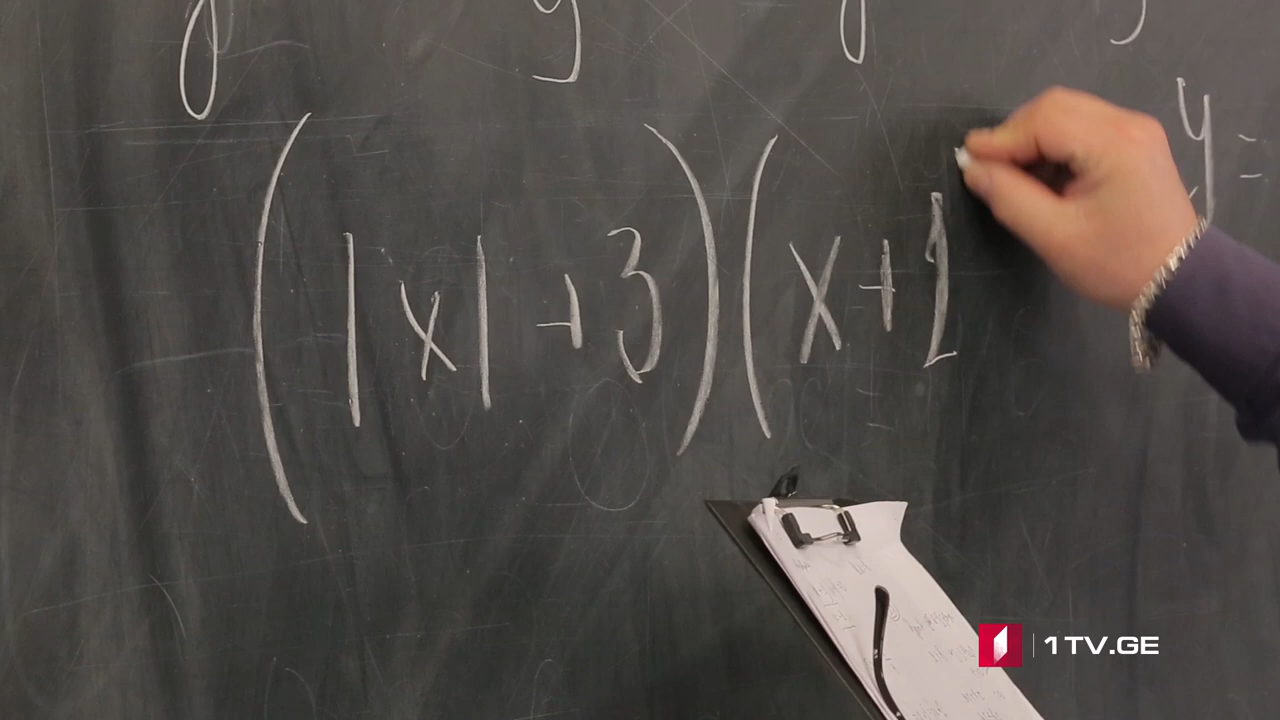 y y y y
y =
(|x|+3)(x+1
1TV.GE